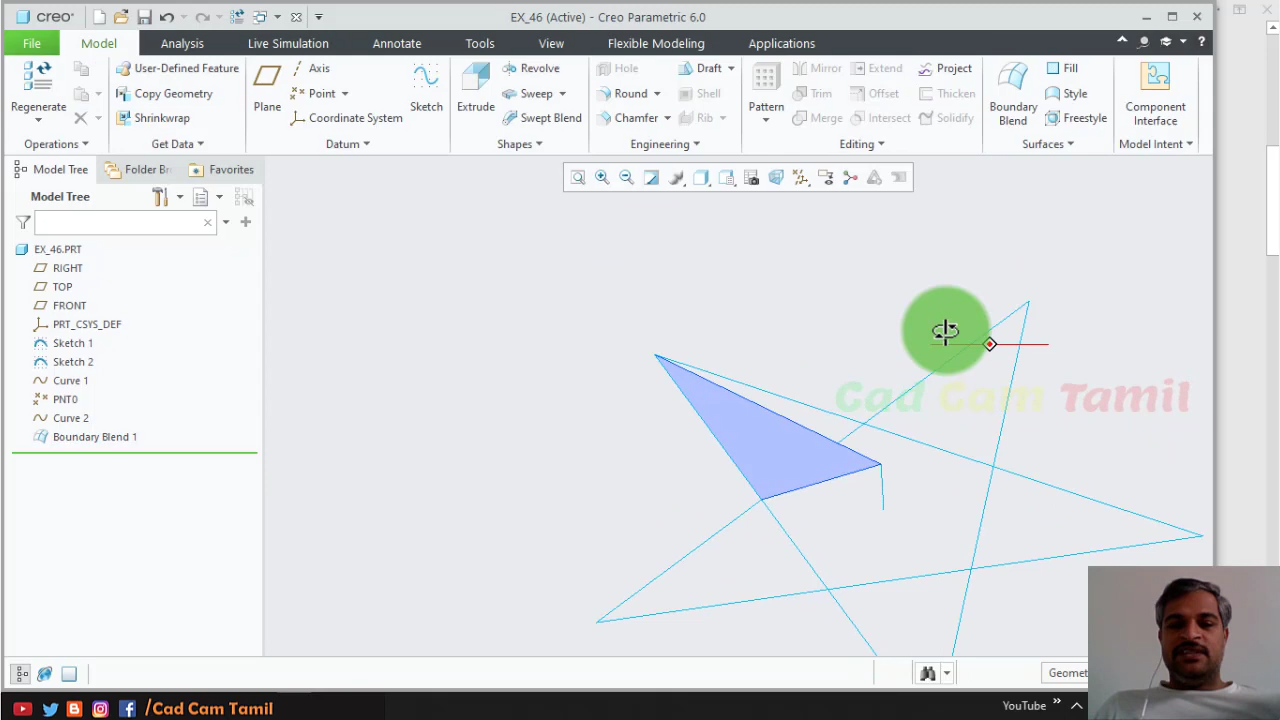 creo
EX_46 (Active) - Creo Parametric 6.0
File
Model
Analysis
Live Simulation
Annotate
Tools
View
Flexible Modeling
Applications
Regenerate
User-Defined Feature
Copy Geometry
Shrinkwrap
Plane
Axis
Point
Coordinate System
Sketch
Extrude
Revolve
Sweep
Swept Blend
Hole
Round
Chamfer
Draft
Shell
Rib
Pattern
Mirror
Trim
Merge
Extend
Offset
Intersect
Project
Thicken
Solidify
Boundary
Blend
Fill
Style
Freestyle
Component
Interface
Operations
Get Data
Datum
Shapes
Engineering
Editing
Surfaces
Model Intent
Model Tree
Folder Br
Favorites
Model Tree
EX_46.PRT
RIGHT
TOP
FRONT
PRT_CSYS_DEF
Sketch 1
Sketch 2
Curve 1
PNT0
Curve 2
Boundary Blend 1
Cad Cam Tamil
Geomet
/Cad Cam Tamil
YouTube